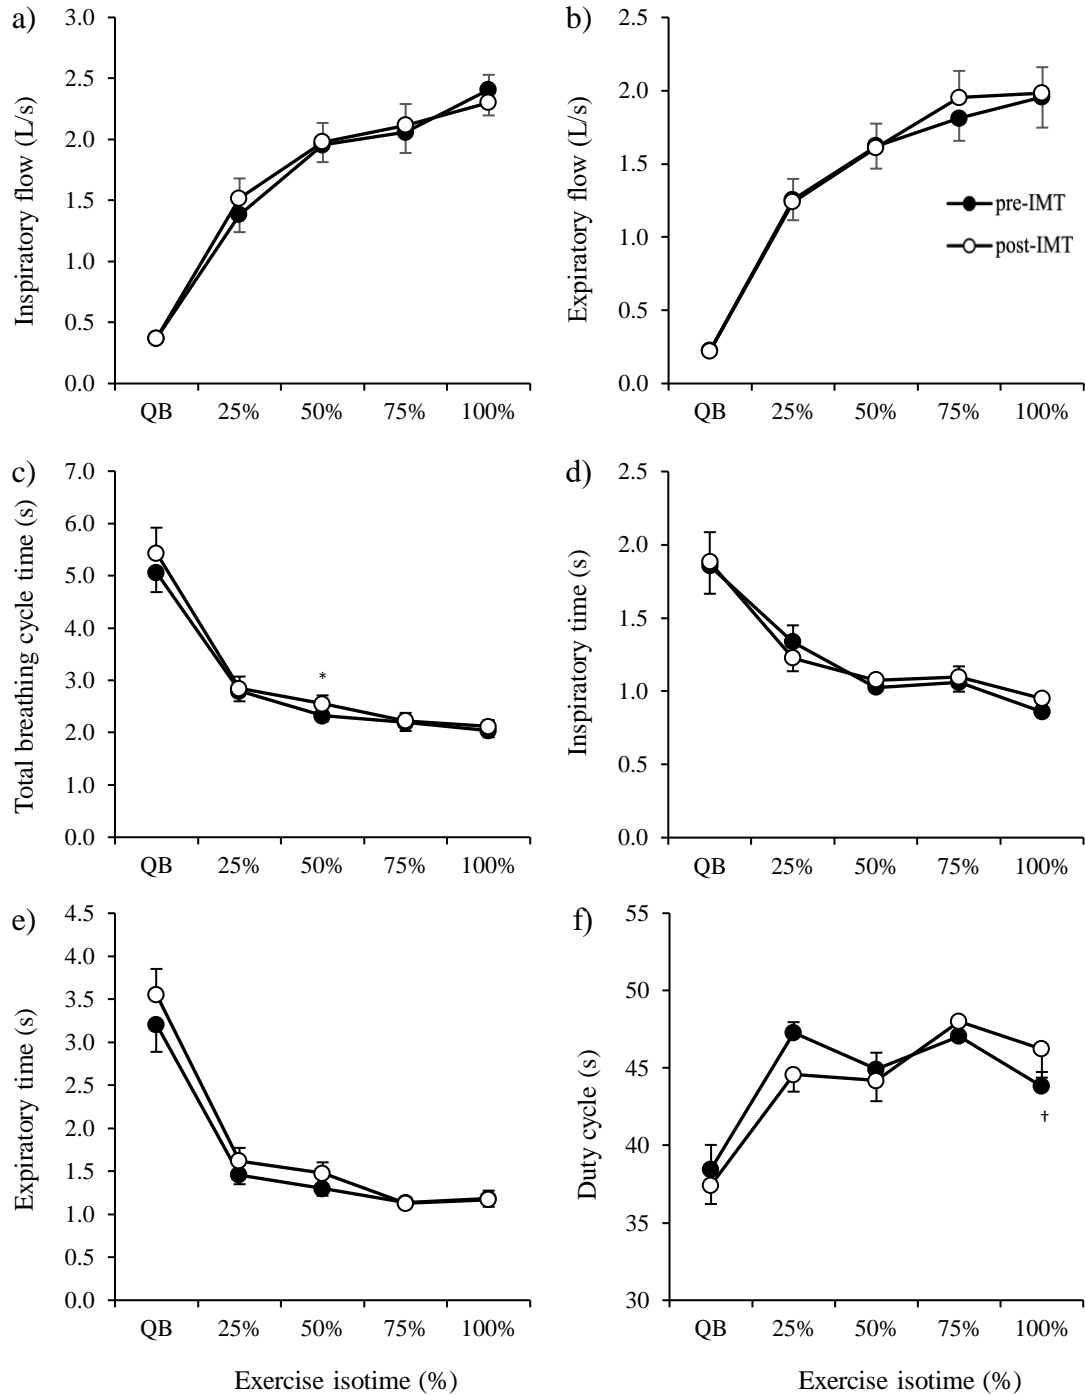 a)
Inspiratory flow (L/s)
3.0
2.5
2.0
1.5
1.0
0.5
0.0
QB 25% 50% 75% 100%
b)
Expiratory flow (L/s)
2.5
2.0
1.5
1.0
0.5
0.0
QB 25% 50% 75% 100%
pre-IMT
post-IMT
c)
Total breathing cycle time (s)
7.0
6.0
5.0
4.0
3.0
2.0
1.0
0.0
*
QB 25% 50% 75% 100%
d)
Inspiratory time (s)
2.5
2.0
1.5
1.0
0.5
0.0
QB 25% 50% 75% 100%
e)
Expiratory time (s)
4.5
4.0
3.5
3.0
2.5
2.0
1.5
1.0
0.5
0.0
QB 25% 50% 75% 100%
Exercise isotime (%)
f)
Duty cycle (s)
55
50
45
40
35
30
†
QB 25% 50% 75% 100%
Exercise isotime (%)